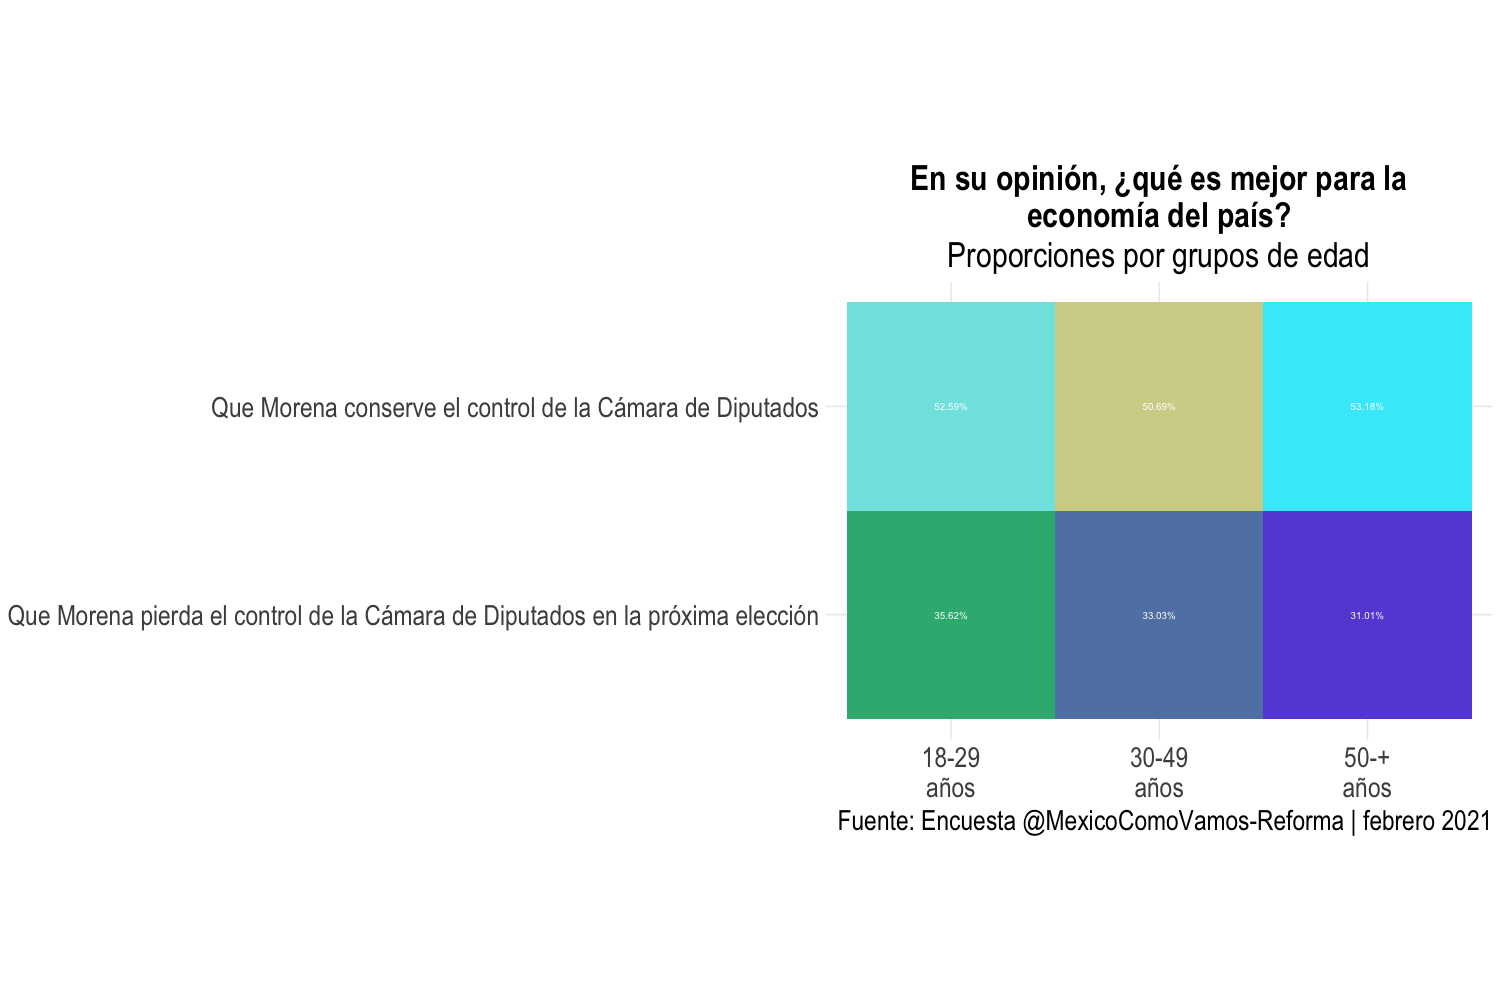 En su opinión, ¿qué es mejor para la
economía del país?
Proporciones por grupos de edad
Que Morena conserve el control de la Cámara de Diputados
52.59%
50.69%
53.18%
Que Morena pierda el control de la Cámara de Diputados en la próxima elección
35.62%
33.03%
31.01%
18-29
años
30-49
años
50-+
años
Fuente: Encuesta @MexicoComoVamos-Reforma | febrero 2021